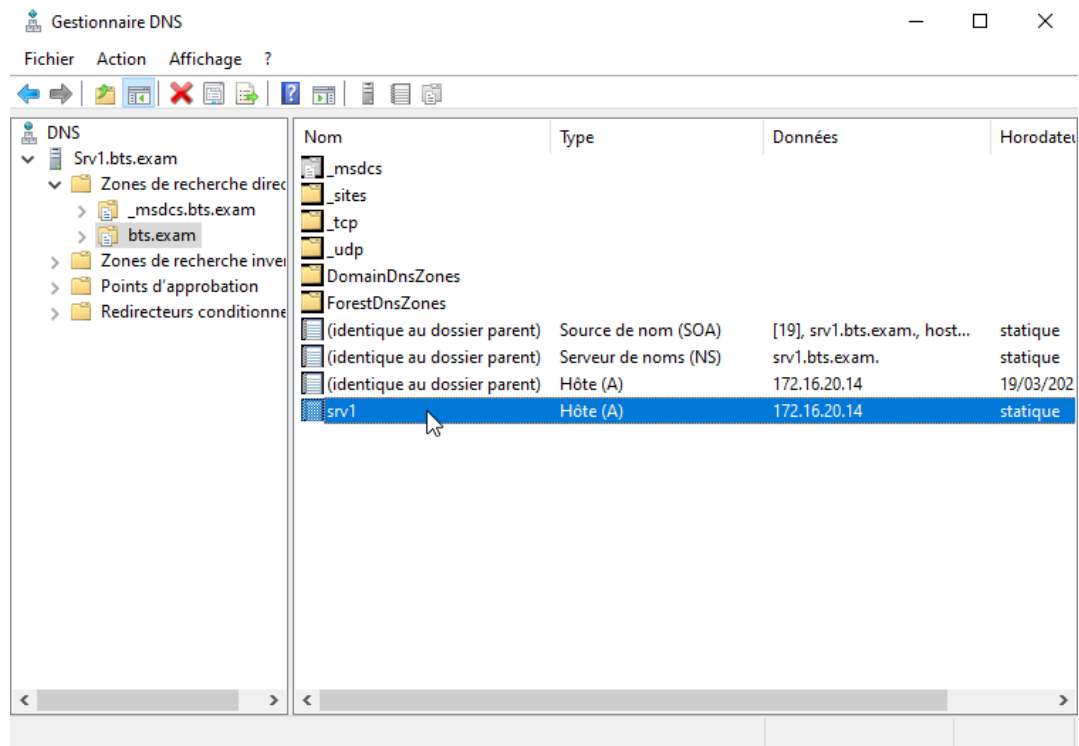 Gestionnaire DNS
Fichier Action Affichage ?
DNS
Srv1.bts.exam
Zones de recherche direc
_msdcs.bts.exam
bts.exam
Zones de recherche inver
Points d'approbation
Redirecteurs conditionne
Nom Type Données Horodateu
_msdcs
_sites
_tcp
_udp
DomainDnsZones
ForestDnsZones
(identique au dossier parent) Source de nom (SOA) [19], srv1.bts.exam., host... statique
(identique au dossier parent) Serveur de noms (NS) srv1.bts.exam. statique
(identique au dossier parent) Hôte (A) 172.16.20.14 19/03/202
srv1 Hôte (A) 172.16.20.14 statique